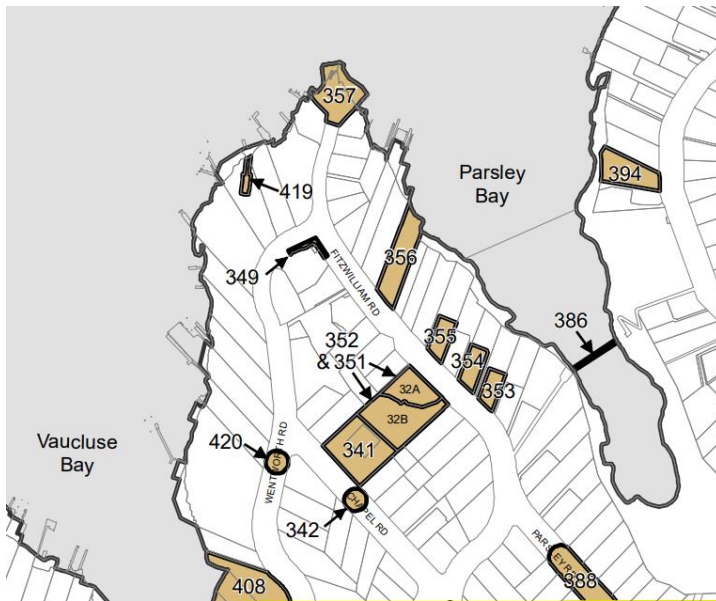 357
Parsley
Bay
394
419
356
349
FITZWILLIAM RD
386
352
& 351
355
354
353
32A
32B
Vaucluse
Bay
420
WENTWORTH RD
341
342
CHAPEL RD
PARSLEY RD
388
408